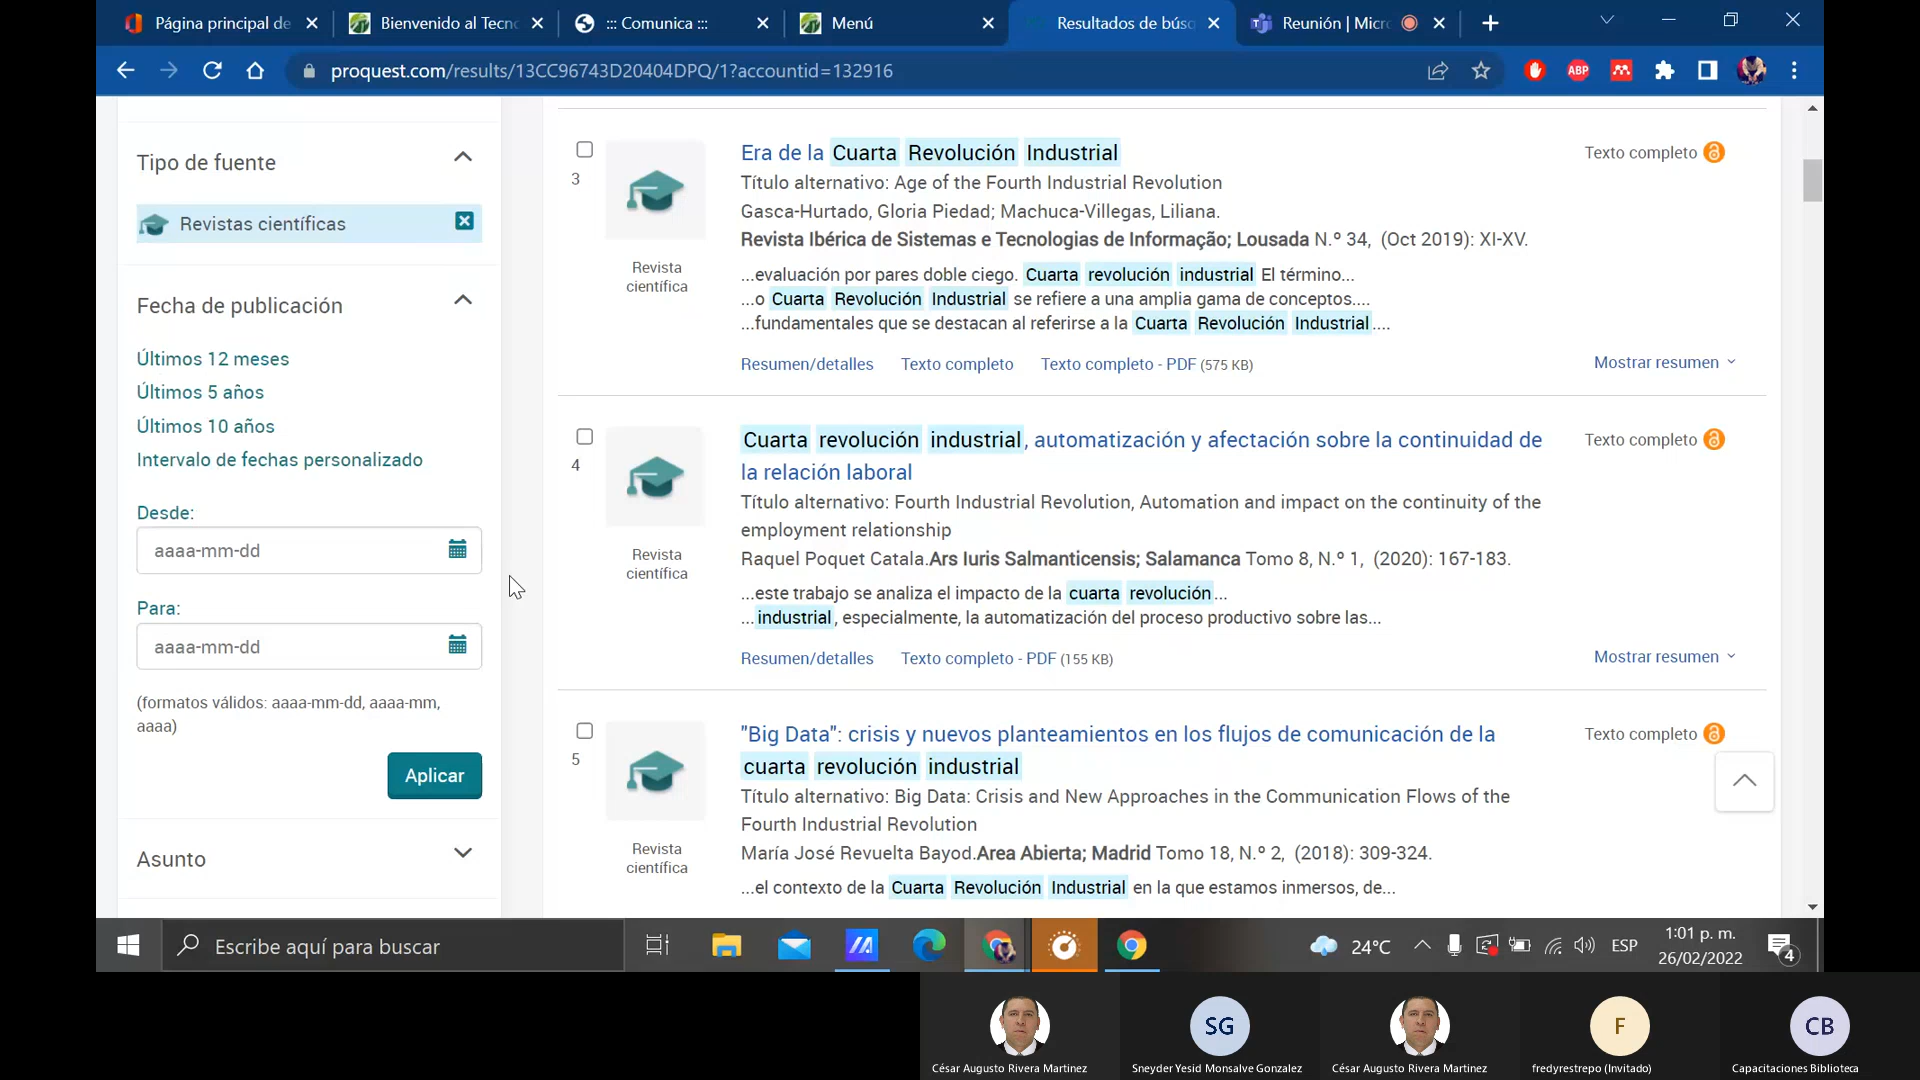 Página principal de
Bienvenido al Tecno
::: Comunica :::
Menú
Resultados de búsq
Reunión | Micro
proquest.com/results/13CC96743D20404DPQ/1?accountid=132916
ABP
Tipo de fuente
Revistas científicas
Fecha de publicación
Últimos 12 meses
Últimos 5 años
Últimos 10 años
Intervalo de fechas personalizado
Desde:
aaaa-mm-dd
Para:
aaaa-mm-dd
(formatos válidos: aaaa-mm-dd, aaaa-mm,
aaaa)
Aplicar
Asunto
3
Revista
científica
Era de la Cuarta Revolución Industrial
Texto completo
Título alternativo: Age of the Fourth Industrial Revolution
Gasca-Hurtado, Gloria Piedad; Machuca-Villegas, Liliana.
Revista Ibérica de Sistemas e Tecnologias de Informação; Lousada N.º 34, (Oct 2019): XI-XV.
...evaluación por pares doble ciego. Cuarta revolución industrial El término...
...o Cuarta Revolución Industrial se refiere a una amplia gama de conceptos....
...fundamentales que se destacan al referirse a la Cuarta Revolución Industrial....
Resumen/detalles Texto completo Texto completo - PDF (575 KB)
Mostrar resumen
4
Revista
científica
Cuarta revolución industrial, automatización y afectación sobre la continuidad de
la relación laboral
Texto completo
Título alternativo: Fourth Industrial Revolution, Automation and impact on the continuity of the
employment relationship
Raquel Poquet Catala.Ars Iuris Salmanticensis; Salamanca Tomo 8, N.º 1, (2020): 167-183.
...este trabajo se analiza el impacto de la cuarta revolución...
...industrial, especialmente, la automatización del proceso productivo sobre las...
Resumen/detalles Texto completo - PDF (155 KB)
Mostrar resumen
5
Revista
científica
"Big Data": crisis y nuevos planteamientos en los flujos de comunicación de la
cuarta revolución industrial
Texto completo
Título alternativo: Big Data: Crisis and New Approaches in the Communication Flows of the
Fourth Industrial Revolution
María José Revuelta Bayod.Area Abierta; Madrid Tomo 18, N.º 2, (2018): 309-324.
...el contexto de la Cuarta Revolución Industrial en la que estamos inmersos, de...
Escribe aquí para buscar
24°C
ESP
1:01 p. m.
26/02/2022
4
SG
F
CB
César Augusto Rivera Martinez
Sneyder Yesid Monsalve Gonzalez
César Augusto Rivera Martinez
fredyrestrepo (Invitado)
Capacitaciones Biblioteca